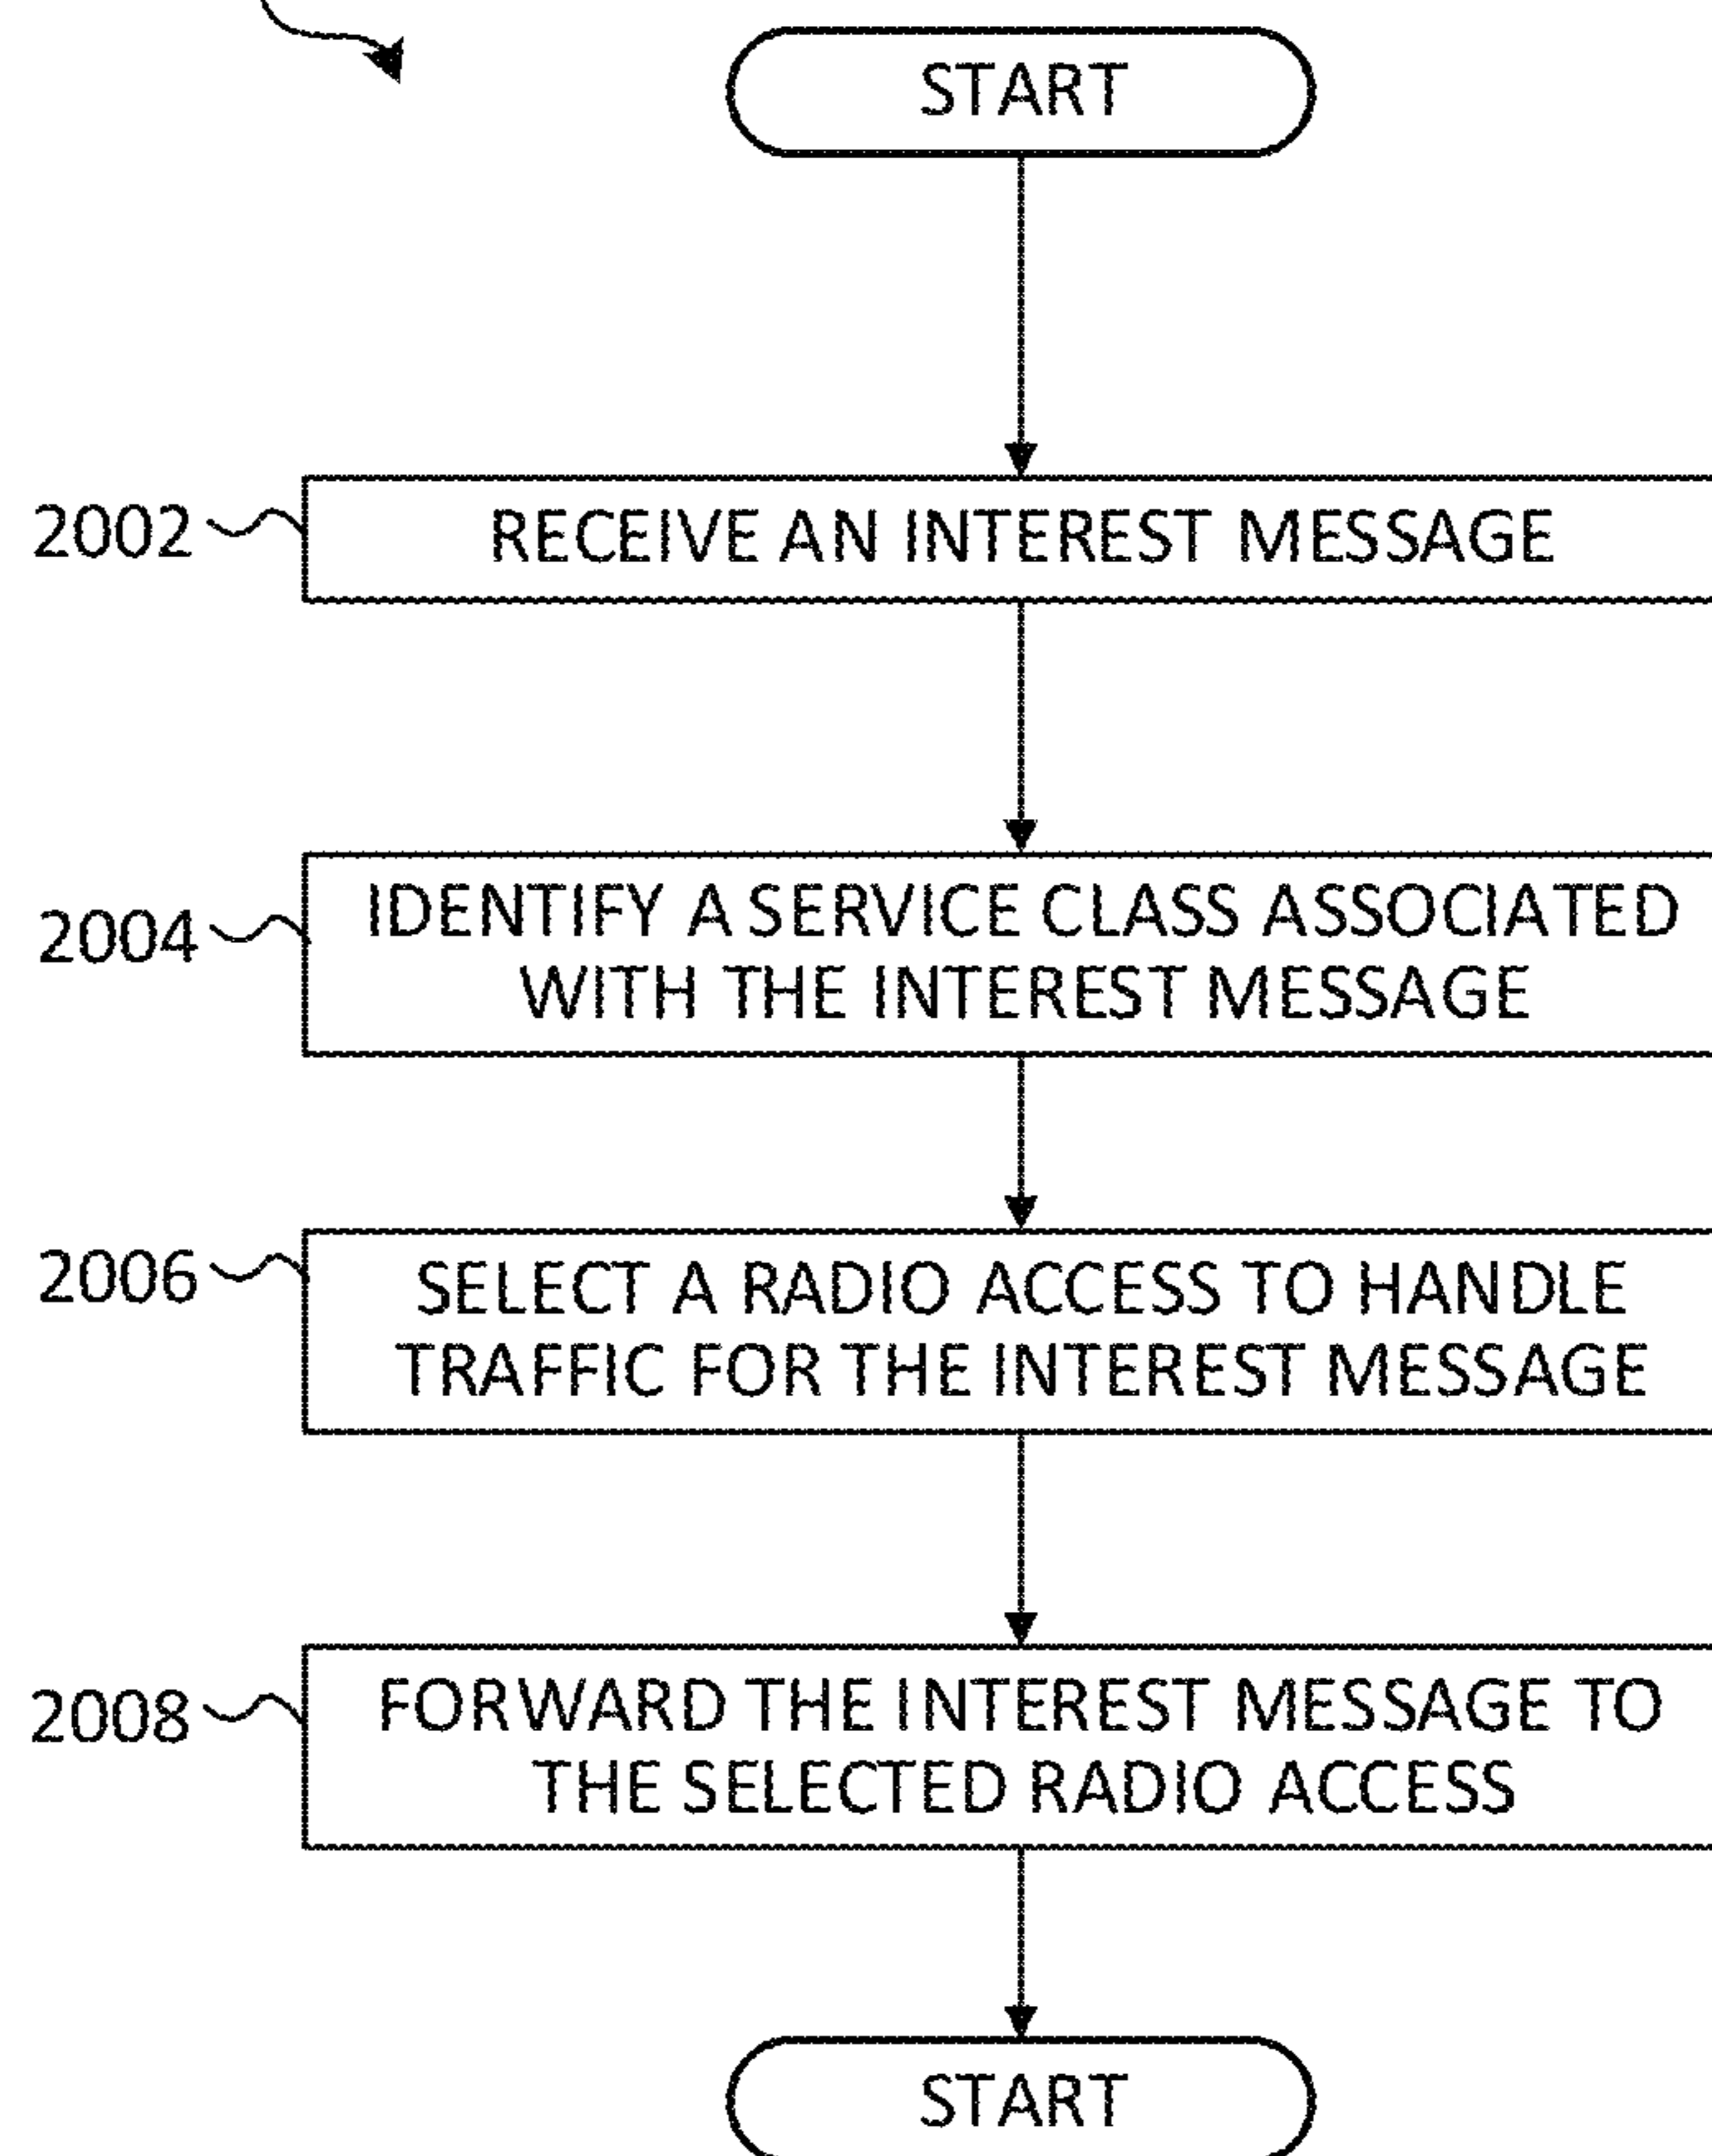 START
2002
RECEIVE AN INTEREST MESSAGE
2004
IDENTIFY A SERVICE CLASS ASSOCIATED
WITH THE INTEREST MESSAGE
2006
SELECT A RADIO ACCESS TO HANDLE
TRAFFIC FOR THE INTEREST MESSAGE
2008
FORWARD THE INTEREST MESSAGE TO
THE SELECTED RADIO ACCESS
START